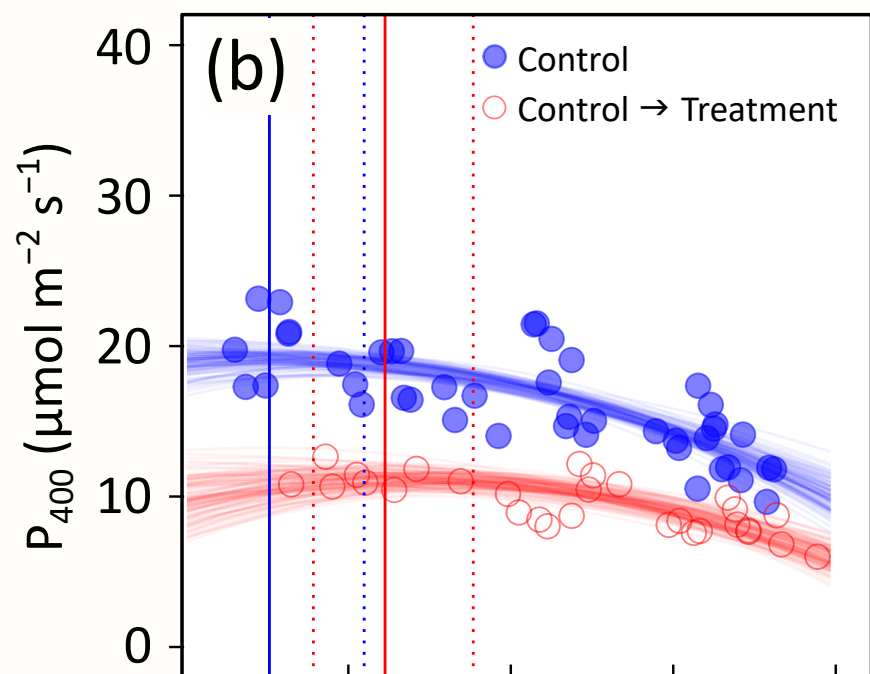 (b)
Control
Control → Treatment
P₄₀₀ (μmol m⁻² s⁻¹)
40
30
20
10
0